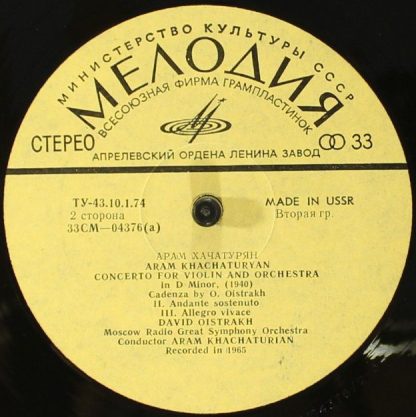 МИНИСТЕРСТВО КУЛЬТУРЫ СССР
МЕЛОДИЯ
ВСЕСОЮЗНАЯ ФИРМА ГРАМПЛАСТИНОК
СТЕРЕО
33
АПРЕЛЕВСКИЙ ОРДЕНА ЛЕНИНА ЗАВОД
ТУ-43.10.1.74
2 сторона
33СМ—04376(а)
MADE IN USSR
Вторая гр.
АРАМ ХАЧАТУРЯН
ARAM KHACHATURYAN
CONCERTO FOR VIOLIN AND ORCHESTRA
in D Minor, (1940)
Cadenza by O. Oistrakh
II. Andante sostenuto
III. Allegro vivace
DAVID OISTRAKH
Moscow Radio Great Symphony Orchestra
Conductor ARAM KHACHATURIAN
Recorded in 1965